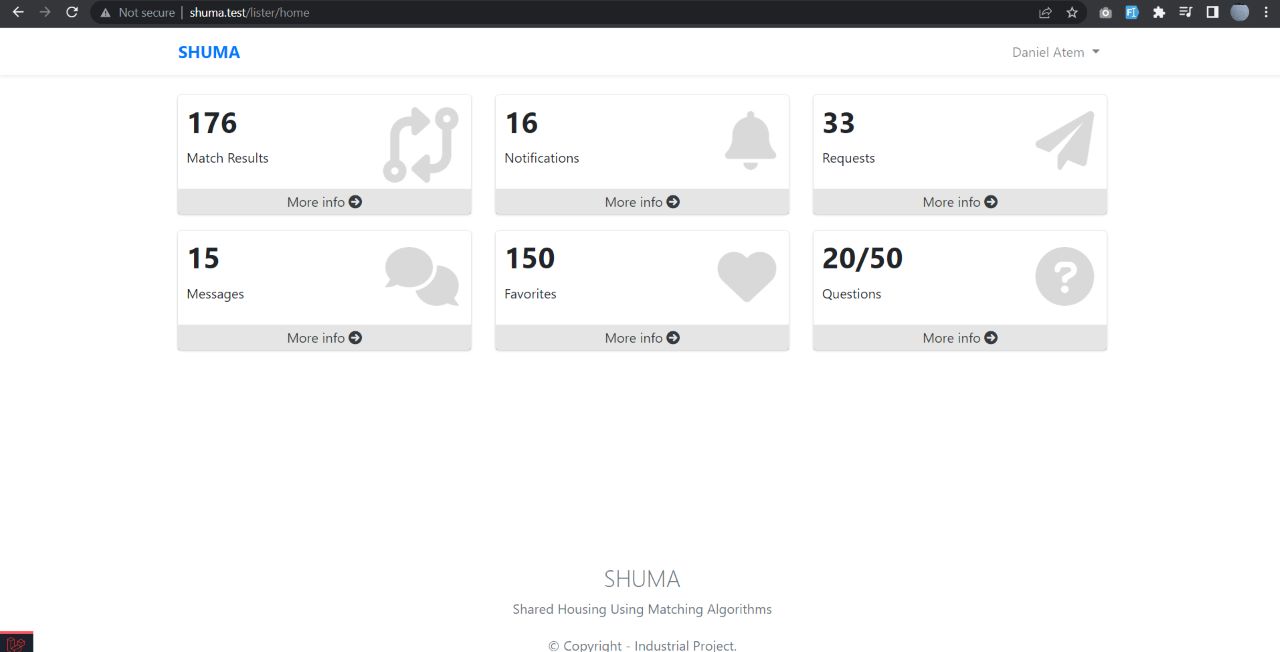 Not secure | shuma.test/lister/home
SHUMA
Daniel Atem
176
Match Results
More info
16
Notifications
More info
33
Requests
More info
15
Messages
More info
150
Favorites
More info
20/50
Questions
More info
SHUMA
Shared Housing Using Matching Algorithms
© Copyright - Industrial Project.